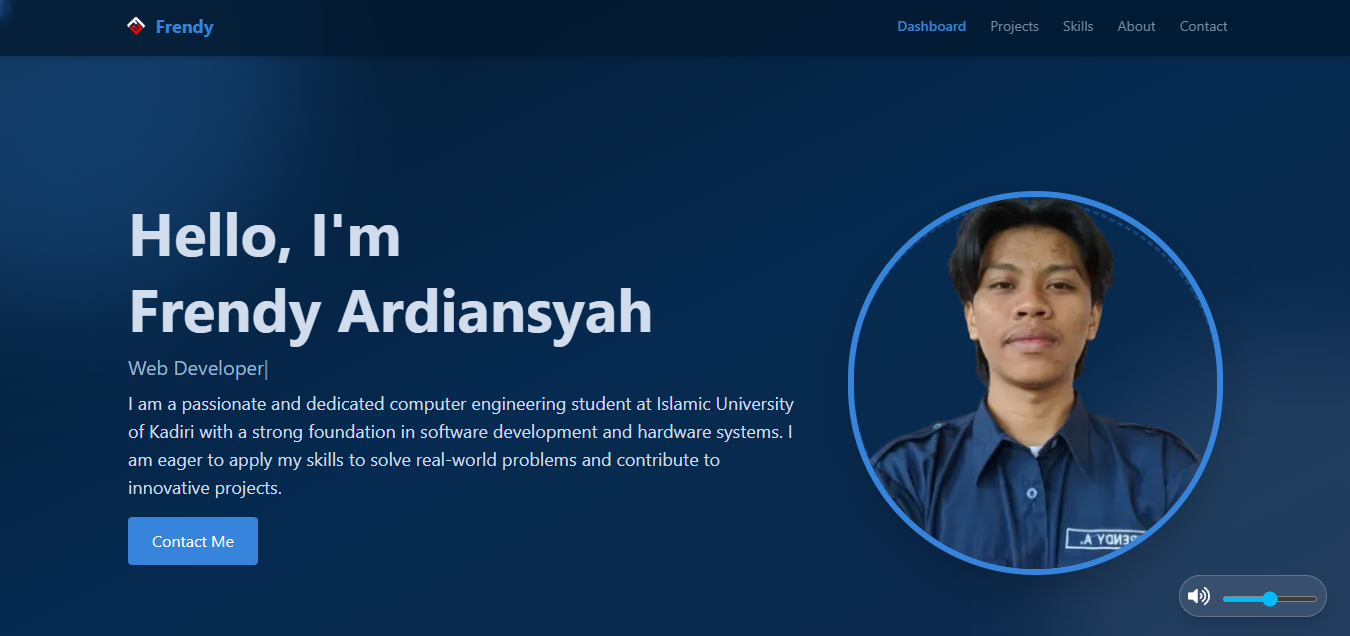 Frendy
Dashboard Projects Skills About Contact
Hello, I'm
Frendy Ardiansyah
Web Developer|
I am a passionate and dedicated computer engineering student at Islamic University
of Kadiri with a strong foundation in software development and hardware systems. I
am eager to apply my skills to solve real-world problems and contribute to
innovative projects.
Contact Me
RENDY A.